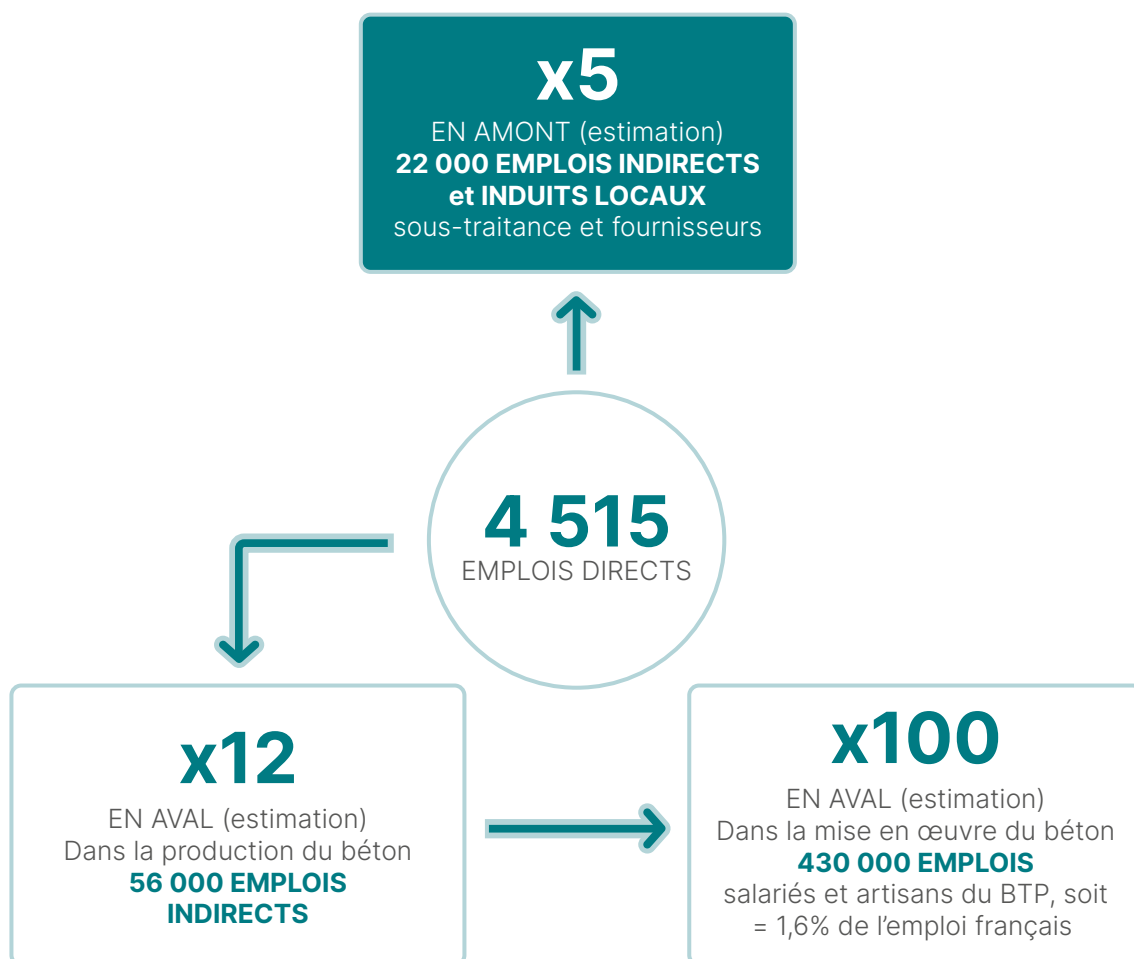 x5
EN AMONT (estimation)
22 000 EMPLOIS INDIRECTS
et INDUITS LOCAUX
sous-traitance et fournisseurs
4 515
EMPLOIS DIRECTS
x12
EN AVAL (estimation)
Dans la production du béton
56 000 EMPLOIS
INDIRECTS
x100
EN AVAL (estimation)
Dans la mise en œuvre du béton
430 000 EMPLOIS
salariés et artisans du BTP, soit
= 1,6% de l’emploi français